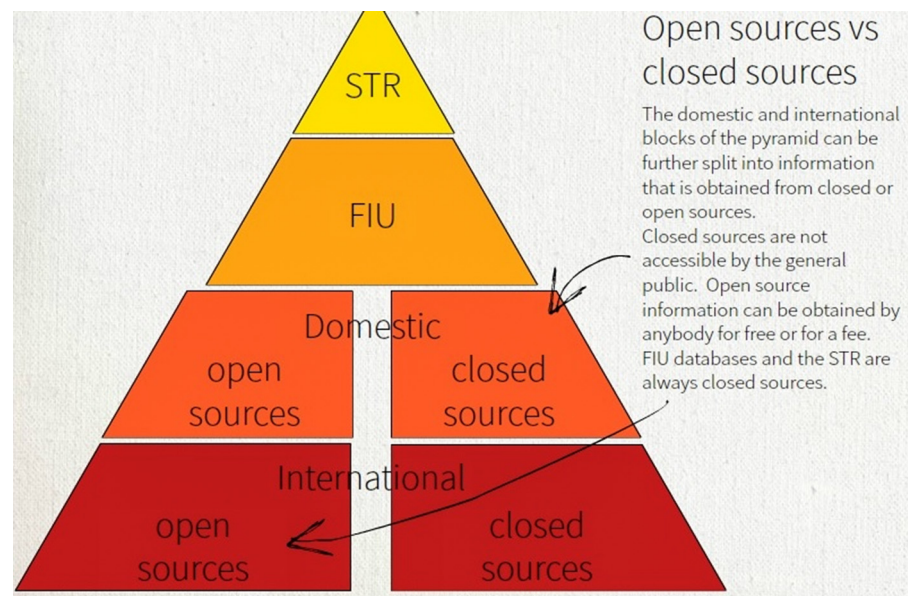 STR
FIU
Domestic
open
sources
closed
sources
International
open
sources
closed
sources
Open sources vs
closed sources
The domestic and international
blocks of the pyramid can be
further split into information
that is obtained from closed or
open sources.
Closed sources are not
accessible by the general
public. Open source
information can be obtained by
anybody for free or for a fee.
FIU databases and the STR are
always closed sources.